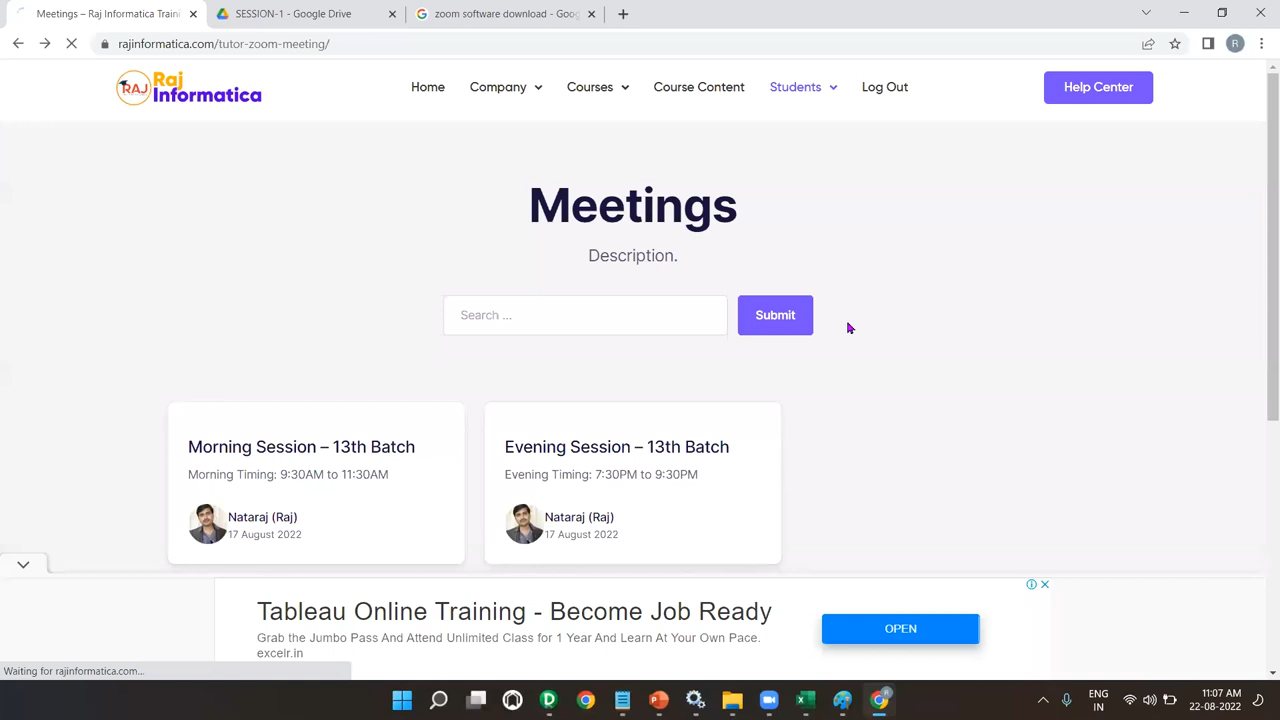 Meetings – Raj Informatica Traini
SESSION-1 - Google Drive
zoom software download - Goog
rajinformatica.com/tutor-zoom-meeting/
R
RAJ
Raj
Informatica
Home
Company
Courses
Course Content
Students
Log Out
Help Center
Meetings
Description.
Search ...
Submit
Morning Session – 13th Batch
Morning Timing: 9:30AM to 11:30AM
Nataraj (Raj)
17 August 2022
Evening Session – 13th Batch
Evening Timing: 7:30PM to 9:30PM
Nataraj (Raj)
17 August 2022
Tableau Online Training - Become Job Ready
Grab the Jumbo Pass And Attend Unlimited Class for 1 Year And Learn At Your Own Pace.
excelr.in
OPEN
Waiting for rajinformatica.com...
ENG
IN
11:07 AM
22-08-2022